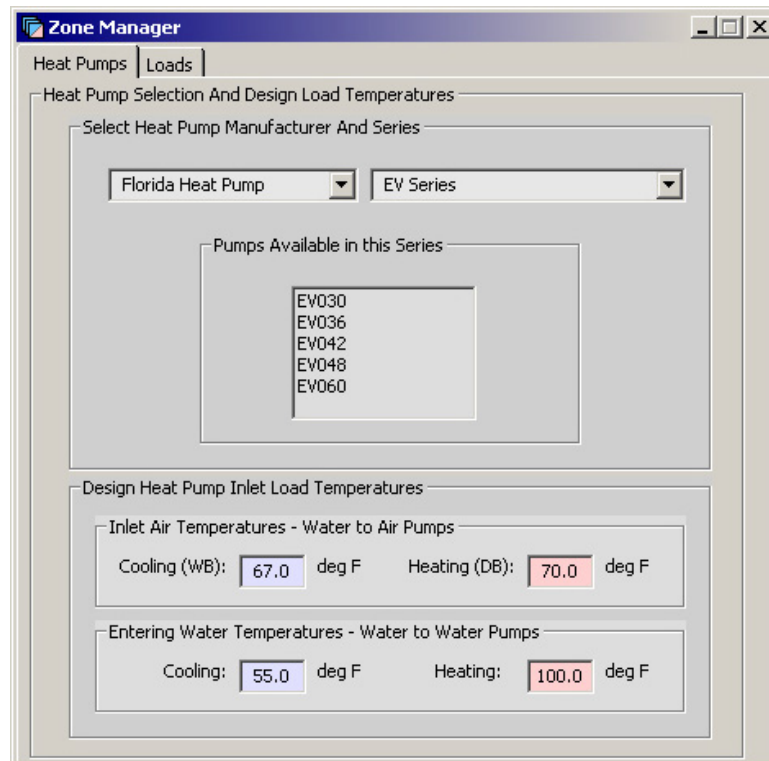 Zone Manager
Heat Pumps Loads
Heat Pump Selection And Design Load Temperatures
Select Heat Pump Manufacturer And Series
Florida Heat Pump EV Series
Pumps Available in this Series
EV030
EV036
EV042
EV048
EV060
Design Heat Pump Inlet Load Temperatures
Inlet Air Temperatures - Water to Air Pumps
Cooling (WB): 67.0 deg F Heating (DB): 70.0 deg F
Entering Water Temperatures - Water to Water Pumps
Cooling: 55.0 deg F Heating: 100.0 deg F